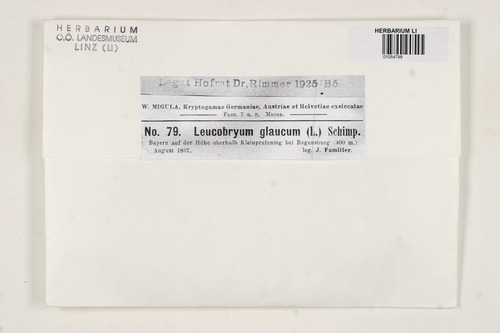 HERBARIUM
O.Ö. LANDESMUSEUM
LINZ (LI)
HERBARIUM LI
01054798
Legat Hofrat Dr. Rimmer 1925/B5
W. MIGULA, Kryptogamae Germaniae, Austriae et Helvetiae exsiccatae
Fasc. 7 u. 8. Moose.
No. 79. Leucobryum glaucum (L.) Schimp.
Bayern auf der Höhe oberhalb Kleinprüfening bei Regensburg (400 m.)
August 1897. leg. J. Familler.